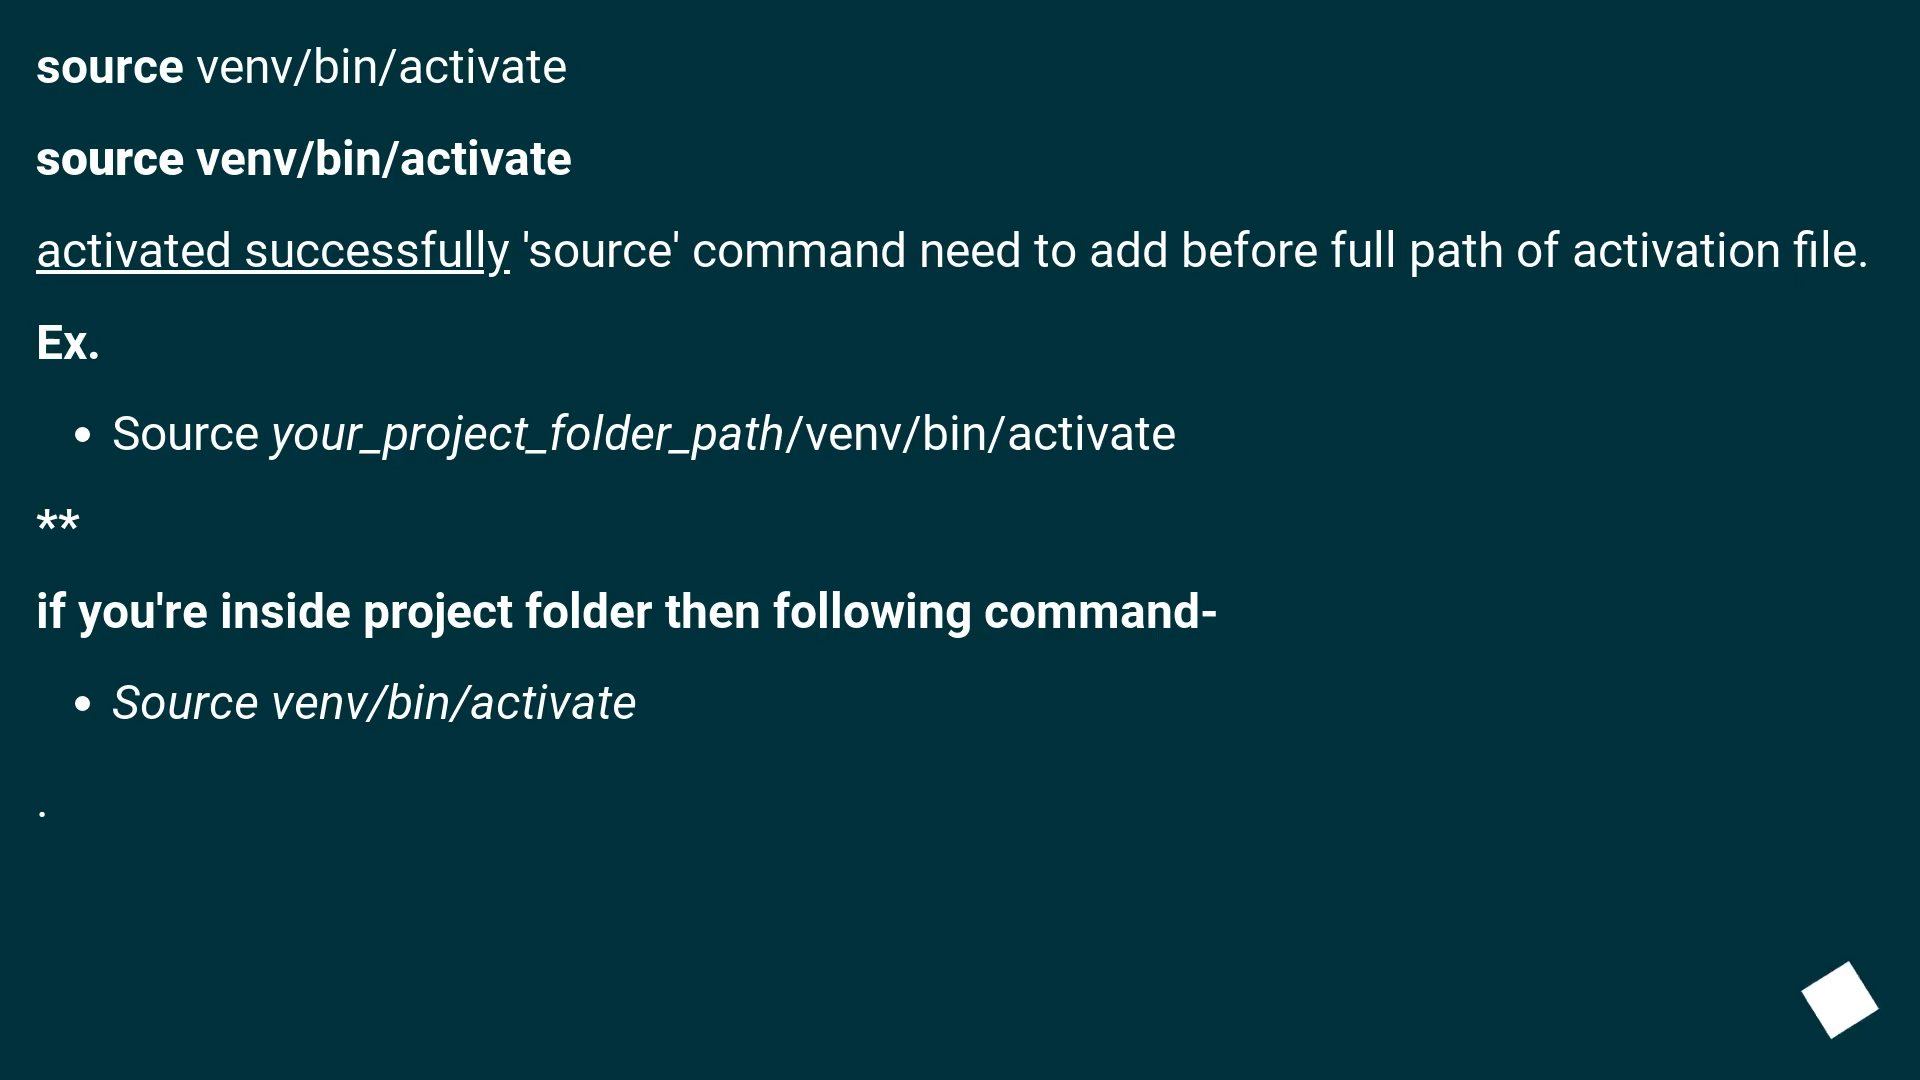 source venv/bin/activate
source venv/bin/activate
activated successfully 'source' command need to add before full path of activation file.
Ex.
• Source your_project_folder_path/venv/bin/activate
**
if you're inside project folder then following command-
• Source venv/bin/activate
.